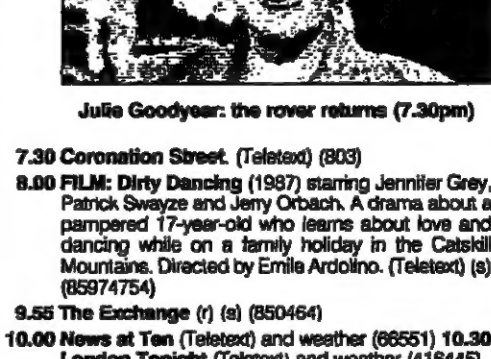 Julie Goodyear: the rover returns (7.30pm)
7.30 Coronation Street. (Teletext) (803)
8.00 FILM: Dirty Dancing (1987) starring Jennifer Grey,
Patrick Swayze and Jerry Orbach. A drama about a
pampered 17-year-old who learns about love and
dancing while on a family holiday in the Catskill
Mountains. Directed by Emile Ardolino. (Teletext) (s)
(85974754)
9.55 The Exchange (r) (s) (850464)
10.00 News at Ten (Teletext) and weather (66551) 10.30
London Tonight (Teletext) and weather (416445)